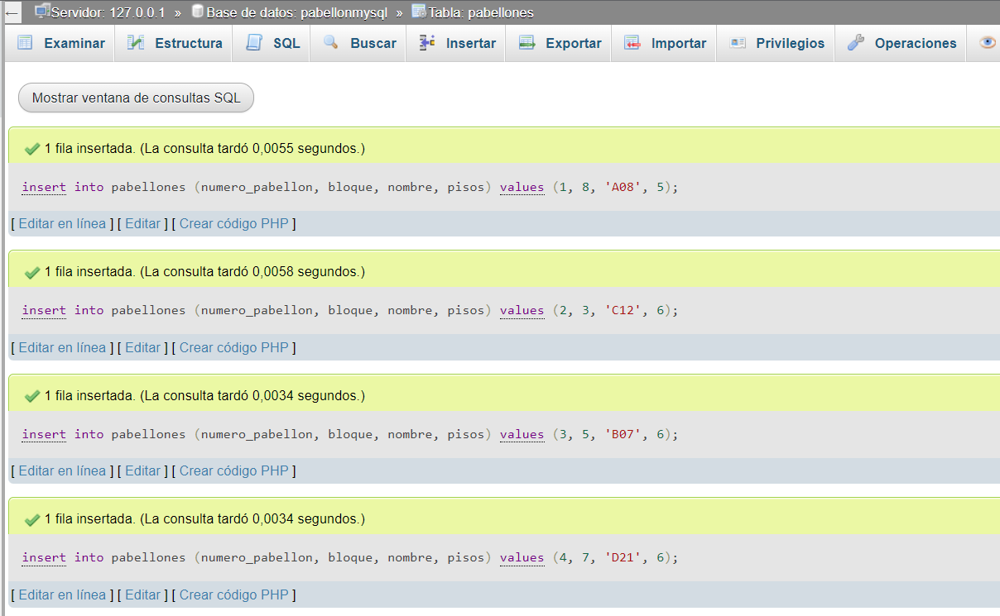 Servidor: 127.0.0.1 » Base de datos: pabellonmysql » Tabla: pabellones
Examinar Estructura SQL Buscar Insertar Exportar Importar Privilegios Operaciones
Mostrar ventana de consultas SQL
1 fila insertada. (La consulta tardó 0,0055 segundos.)
insert into pabellones (numero_pabellon, bloque, nombre, pisos) values (1, 8, 'A08', 5);
[ Editar en línea ] [ Editar ] [ Crear código PHP ]
1 fila insertada. (La consulta tardó 0,0058 segundos.)
insert into pabellones (numero_pabellon, bloque, nombre, pisos) values (2, 3, 'C12', 6);
[ Editar en línea ] [ Editar ] [ Crear código PHP ]
1 fila insertada. (La consulta tardó 0,0034 segundos.)
insert into pabellones (numero_pabellon, bloque, nombre, pisos) values (3, 5, 'B07', 6);
[ Editar en línea ] [ Editar ] [ Crear código PHP ]
1 fila insertada. (La consulta tardó 0,0034 segundos.)
insert into pabellones (numero_pabellon, bloque, nombre, pisos) values (4, 7, 'D21', 6);
[ Editar en línea ] [ Editar ] [ Crear código PHP ]